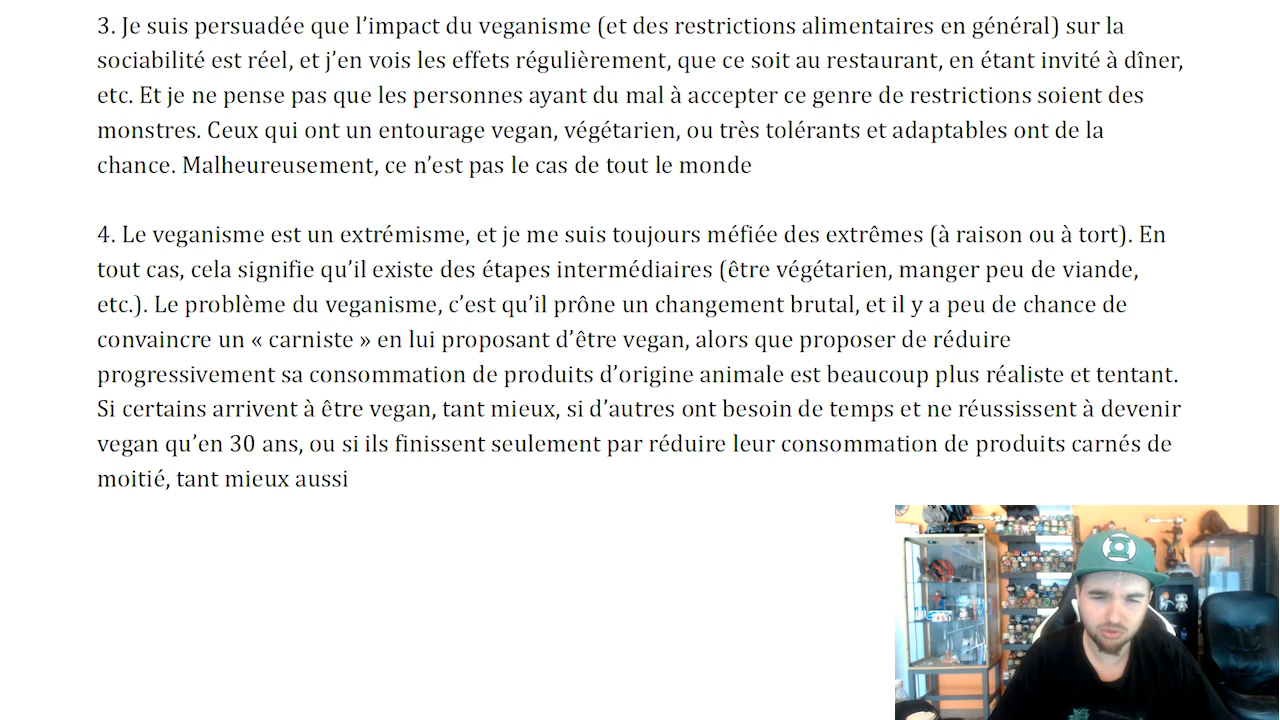 3. Je suis persuadée que l’impact du veganisme (et des restrictions alimentaires en général) sur la
sociabilité est réel, et j’en vois les effets régulièrement, que ce soit au restaurant, en étant invité à dîner,
etc. Et je ne pense pas que les personnes ayant du mal à accepter ce genre de restrictions soient des
monstres. Ceux qui ont un entourage vegan, végétarien, ou très tolérants et adaptables ont de la
chance. Malheureusement, ce n’est pas le cas de tout le monde
4. Le veganisme est un extrémisme, et je me suis toujours méfiée des extrêmes (à raison ou à tort). En
tout cas, cela signifie qu’il existe des étapes intermédiaires (être végétarien, manger peu de viande,
etc.). Le problème du veganisme, c’est qu’il prône un changement brutal, et il y a peu de chance de
convaincre un « carniste » en lui proposant d’être vegan, alors que proposer de réduire
progressivement sa consommation de produits d’origine animale est beaucoup plus réaliste et tentant.
Si certains arrivent à être vegan, tant mieux, si d’autres ont besoin de temps et ne réussissent à devenir
vegan qu’en 30 ans, ou si ils finissent seulement par réduire leur consommation de produits carnés de
moitié, tant mieux aussi